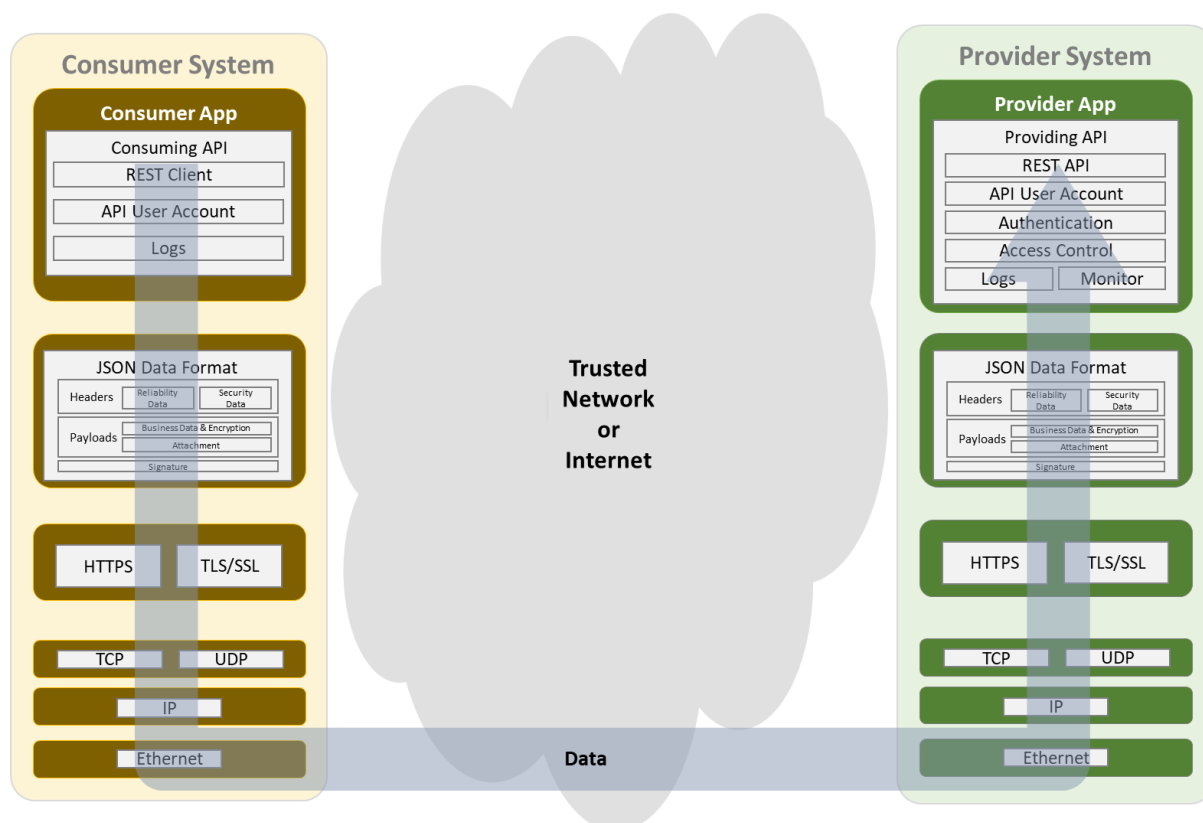 Consumer System
Consumer App
Consuming API
REST Client
API User Account
Logs
JSON Data Format
Headers
Reliability
Data
Security
Data
Payloads
Business Data & Encryption
Attachment
Signature
HTTPS
TLS/SSL
TCP
UDP
IP
Ethernet
Trusted
Network
or
Internet
Data
Provider System
Provider App
Providing API
REST API
API User Account
Authentication
Access Control
Logs
Monitor
JSON Data Format
Headers
Reliability
Data
Security
Data
Payloads
Business Data & Encryption
Attachment
Signature
HTTPS
TLS/SSL
TCP
UDP
IP
Ethernet